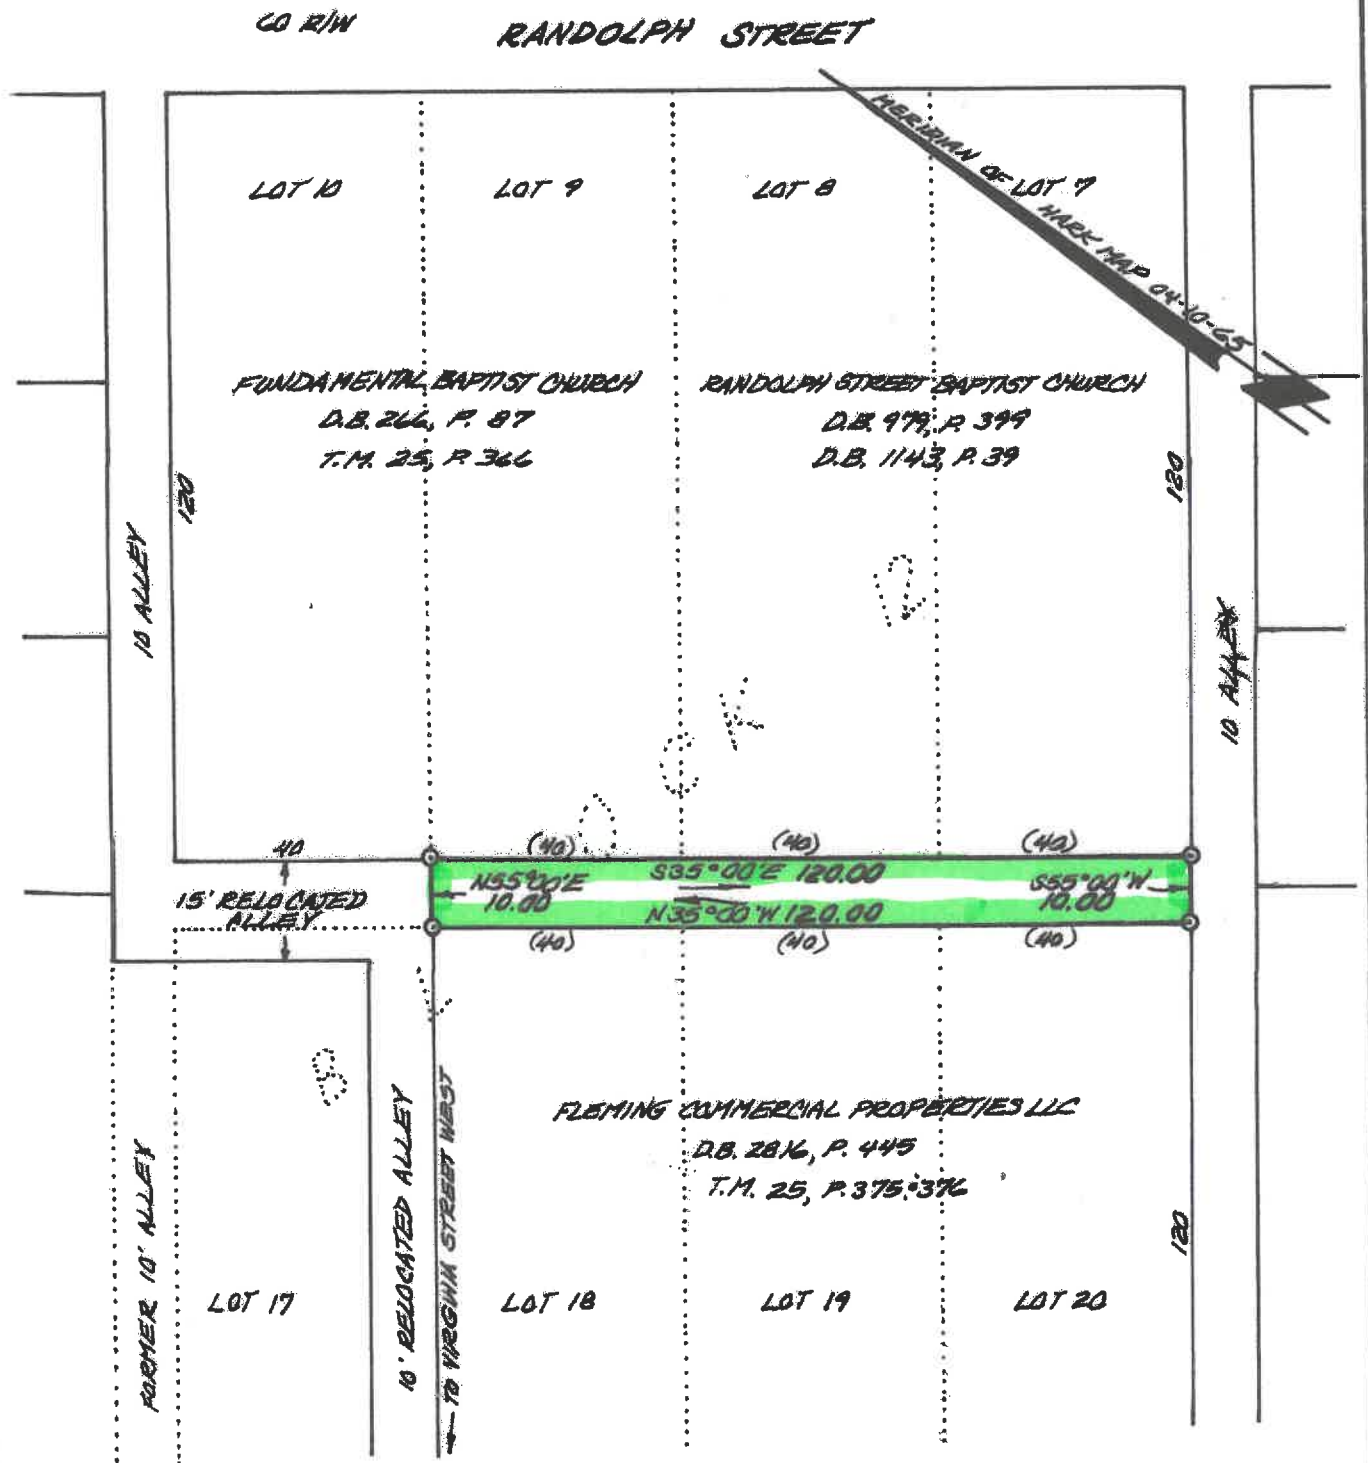 60 R/W
RANDOLPH STREET
MERIDIAN OF
HARK MAP 04-10-65
LOT 10
LOT 9
LOT 8
LOT 7
FUNDAMENTAL BAPTIST CHURCH
D.B. 266, P. 87
T.M. 25, P. 366
RANDOLPH STREET BAPTIST CHURCH
D.B. 979, P. 399
D.B. 1143, P. 39
120
120
10 ALLEY
10 ALLEY
BLOCK 12
40
(40)
(40)
(40)
15' RELOCATED
ALLEY
N55°00'E
10.00
S35°00'E 120.00
N35°00'W 120.00
S55°00'W
10.00
(40)
(40)
(40)
FLEMING COMMERCIAL PROPERTIES LLC
D.B. 2816, P. 445
T.M. 25, P. 375 & 376
120
FORMER 10' ALLEY
LOT 17
10' RELOCATED ALLEY
TO VIRGINIA STREET WEST
LOT 18
LOT 19
LOT 20